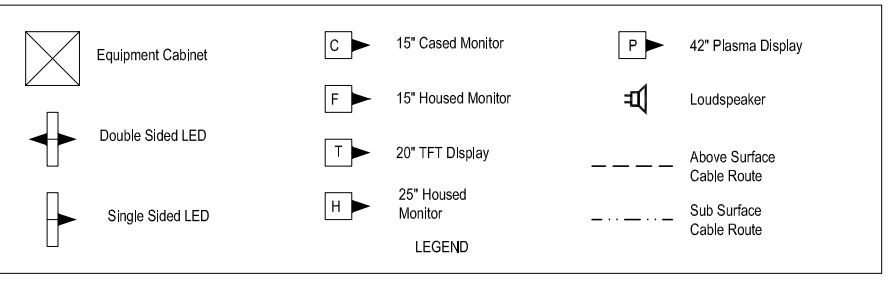 Equipment Cabinet
Double Sided LED
Single Sided LED
C
15" Cased Monitor
F
15" Housed Monitor
T
20" TFT DIsplay
H
25" Housed
Monitor
LEGEND
P
42" Plasma Display
Loudspeaker
Above Surface
Cable Route
Sub Surface
Cable Route